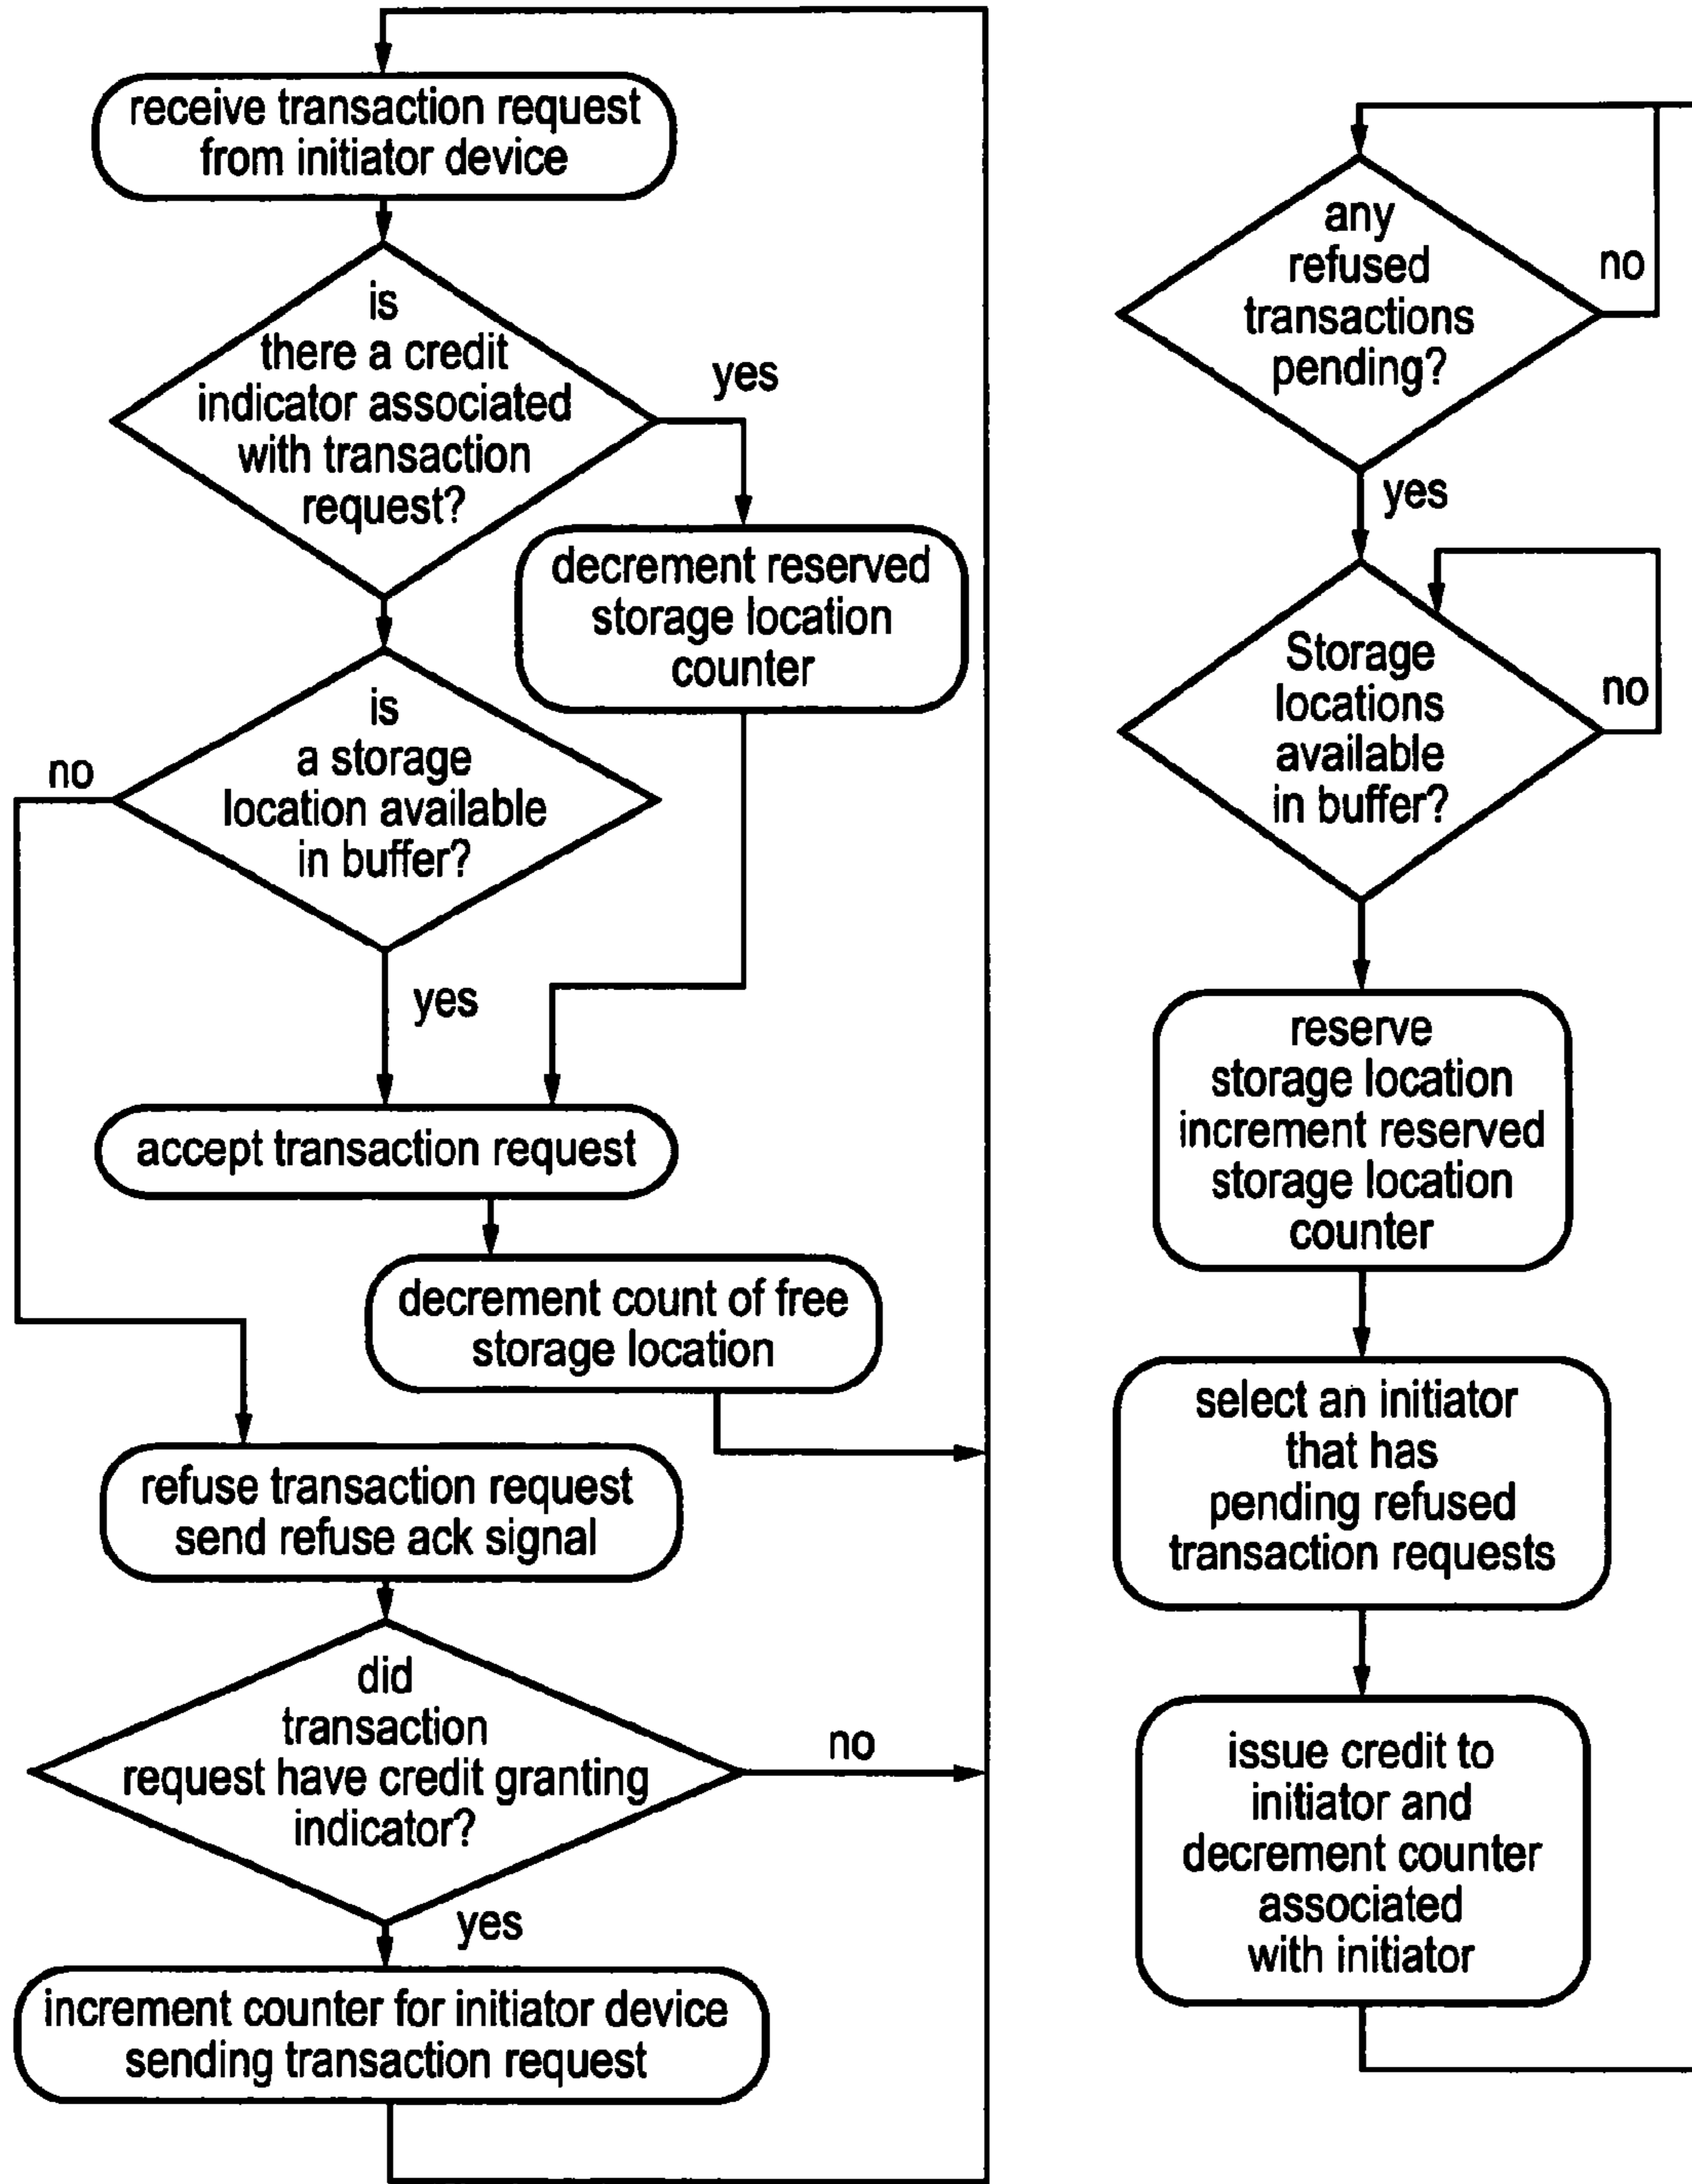 receive transaction request
from initiator device
is
there a credit
indicator associated
with transaction
request?
yes
decrement reserved
storage location
counter
is
a storage
location available
in buffer?
no
yes
accept transaction request
decrement count of free
storage location
refuse transaction request
send refuse ack signal
did
transaction
request have credit granting
indicator?
no
yes
increment counter for initiator device
sending transaction request
any
refused
transactions
pending?
no
yes
Storage
locations
available
in buffer?
no
reserve
storage location
increment reserved
storage location
counter
select an initiator
that has
pending refused
transaction requests
issue credit to
initiator and
decrement counter
associated
with initiator